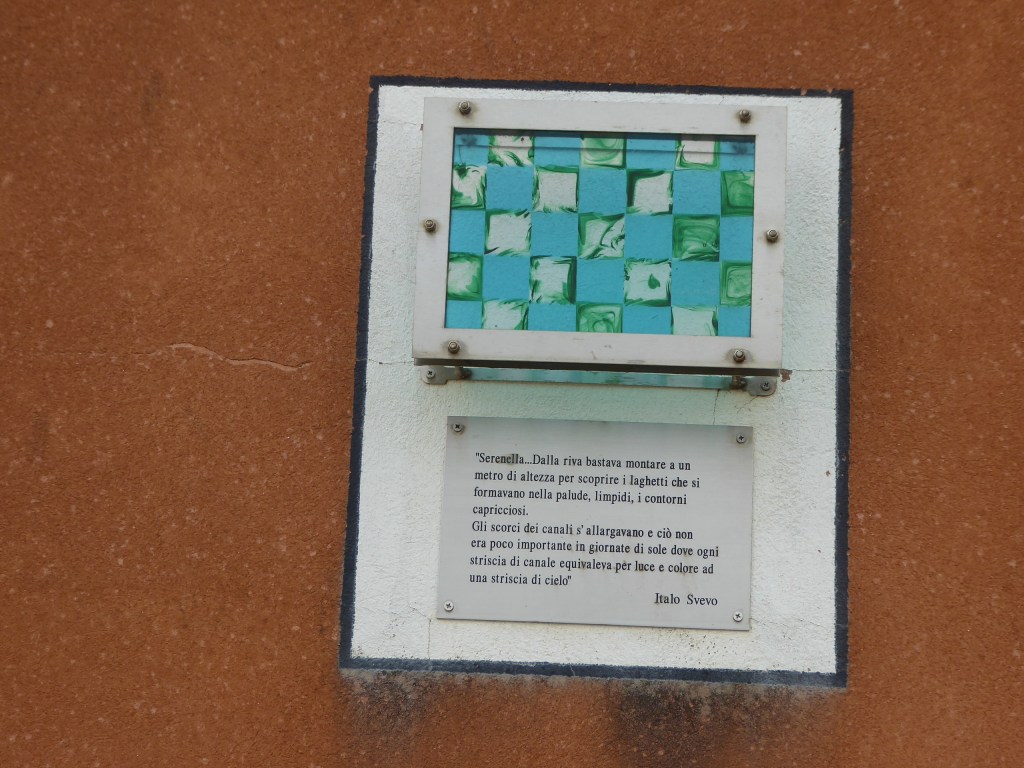 "Serenella...Dalla riva bastava montare a un
metro di altezza per scoprire i laghetti che si
formavano nella palude, limpidi, i contorni
capricciosi.
Gli scorci dei canali s'allargavano e ciò non
era poco importante in giornate di sole dove ogni
striscia di canale equivaleva per luce e colore ad
una striscia di cielo"
Italo Svevo